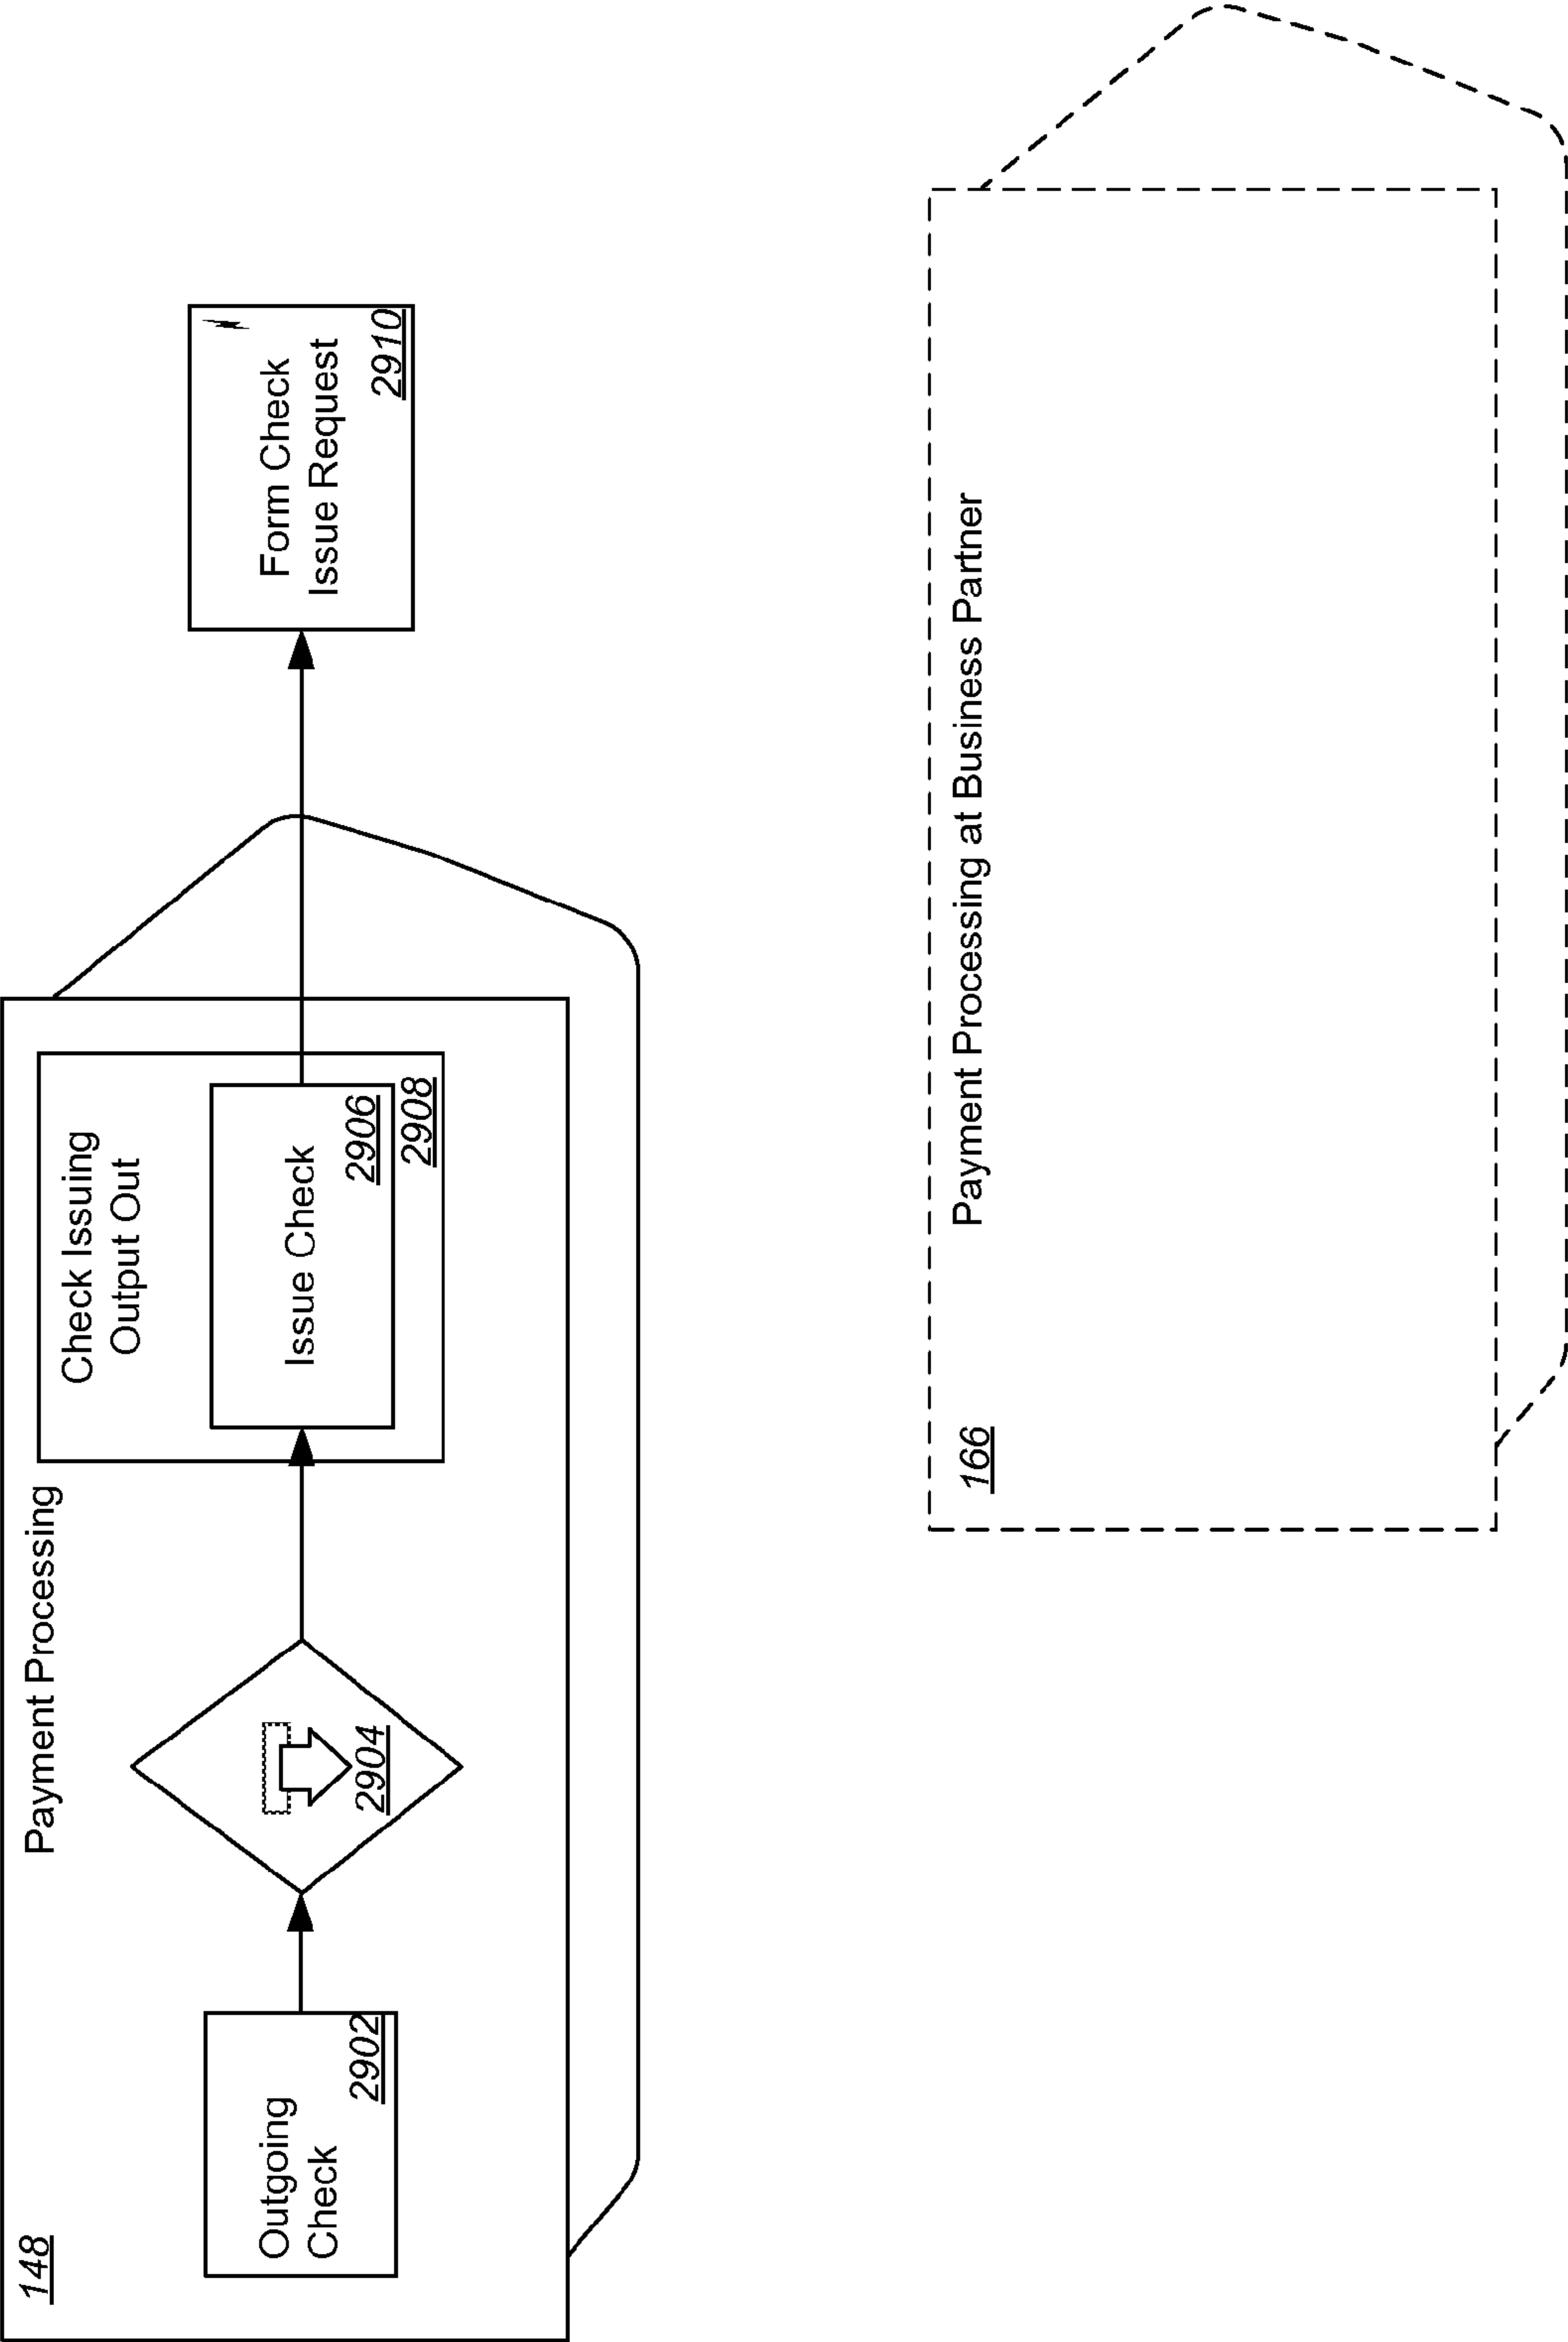 148
Payment Processing
Outgoing
Check
2902
2904
Check Issuing
Output Out
Issue Check
2906
2908
Form Check
Issue Request
2910
166
Payment Processing at Business Partner